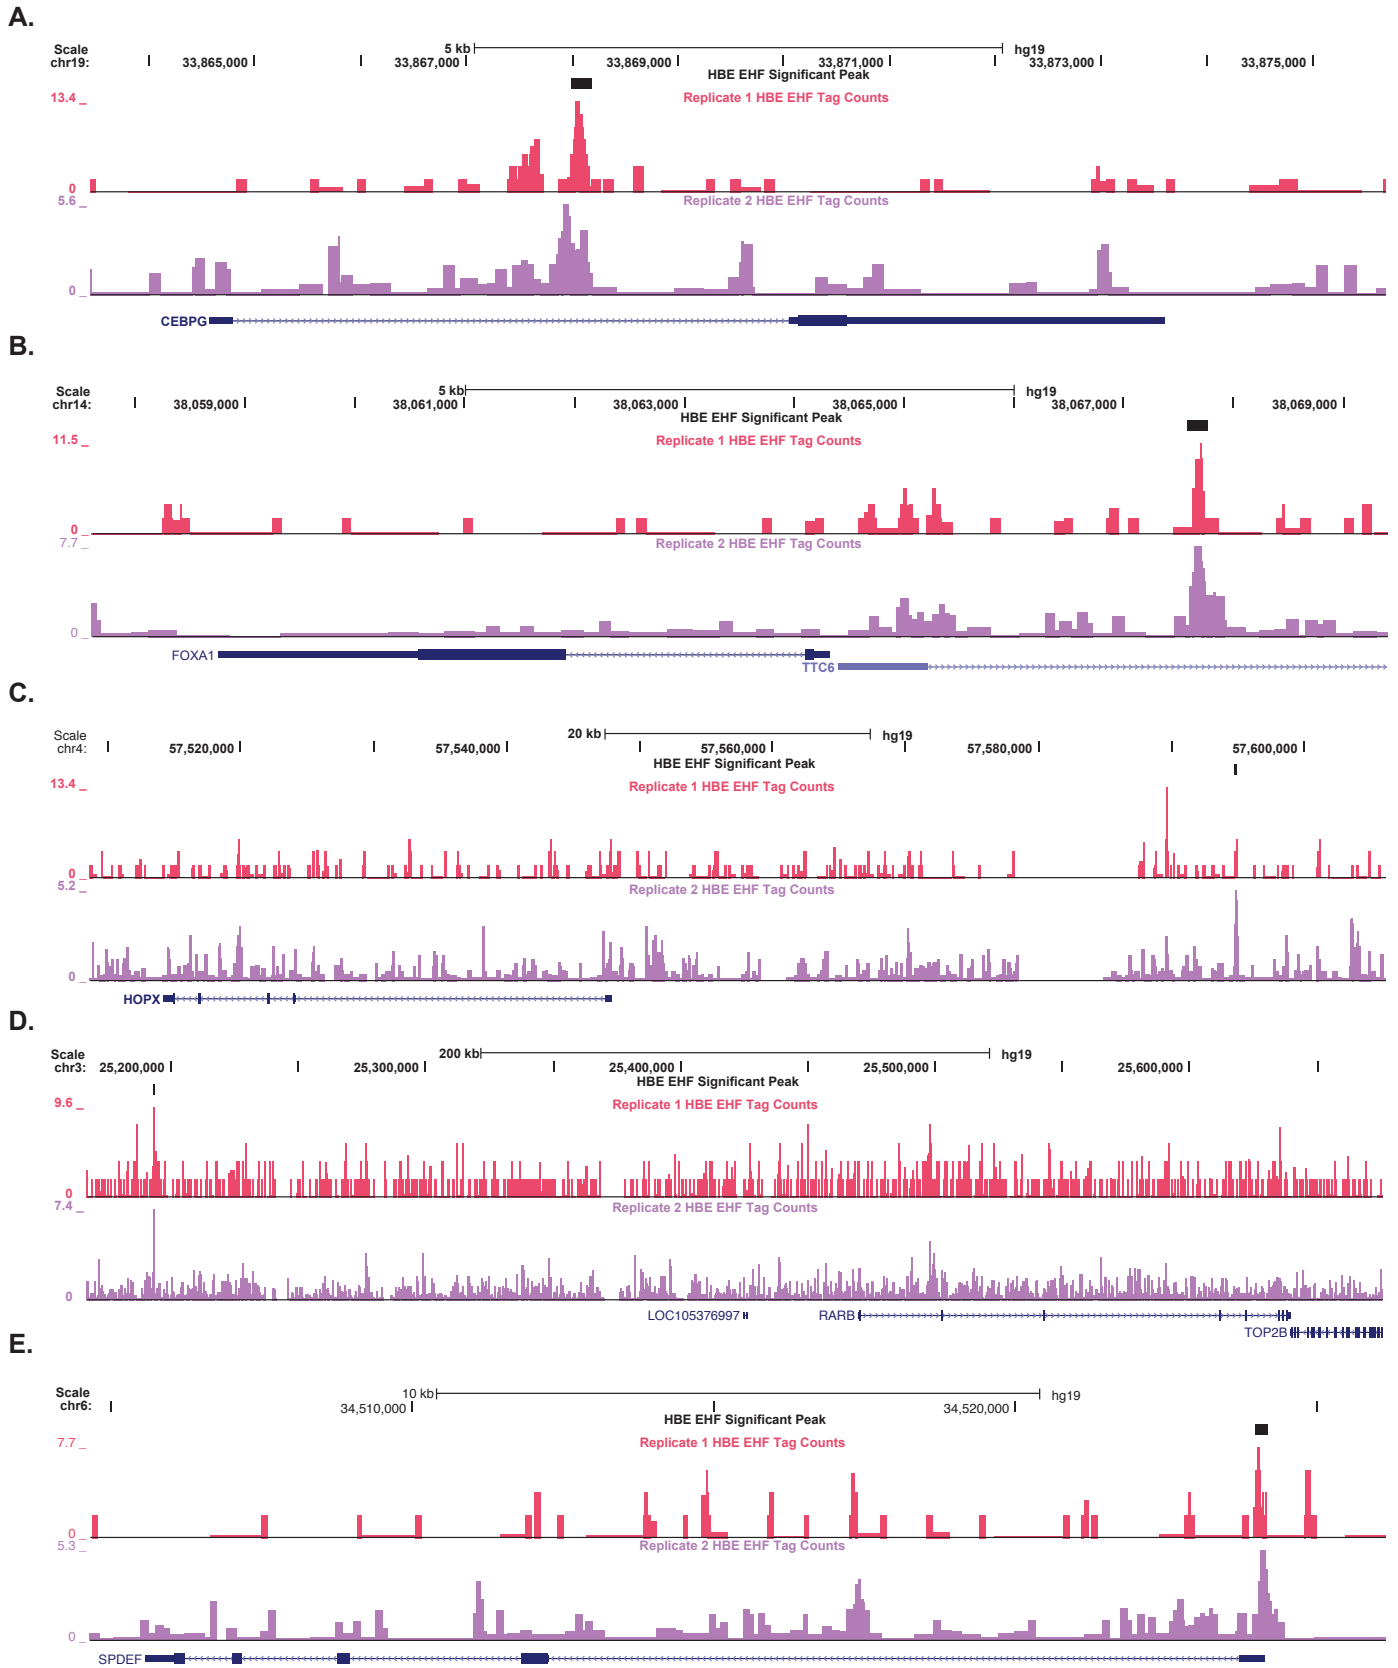 A.
Scale 5 kb hg19
chr19: 33,865,000 33,867,000 33,869,000 33,871,000 33,873,000 33,875,000
HBE EHF Significant Peak
13.4 _ Replicate 1 HBE EHF Tag Counts
0 _
5.6 _ Replicate 2 HBE EHF Tag Counts
0 _
CEBPG
B.
Scale 5 kb hg19
chr14: 38,059,000 38,061,000 38,063,000 38,065,000 38,067,000 38,069,000
HBE EHF Significant Peak
11.5 _ Replicate 1 HBE EHF Tag Counts
0 _
7.7 _ Replicate 2 HBE EHF Tag Counts
0 _
FOXA1
TTC6
C.
Scale 20 kb hg19
chr4: 57,520,000 57,540,000 57,560,000 57,580,000 57,600,000
HBE EHF Significant Peak
13.4 _ Replicate 1 HBE EHF Tag Counts
0 _
5.2 _ Replicate 2 HBE EHF Tag Counts
0 _
HOPX
D.
Scale 200 kb hg19
chr3: 25,200,000 25,300,000 25,400,000 25,500,000 25,600,000
HBE EHF Significant Peak
9.6 _ Replicate 1 HBE EHF Tag Counts
0
7.4 _ Replicate 2 HBE EHF Tag Counts
0
LOC105376997 RARB
TOP2B
E.
Scale 10 kb hg19
chr6: 34,510,000 34,520,000
HBE EHF Significant Peak
7.7 _ Replicate 1 HBE EHF Tag Counts
0 _
5.3 _ Replicate 2 HBE EHF Tag Counts
0 _
SPDEF